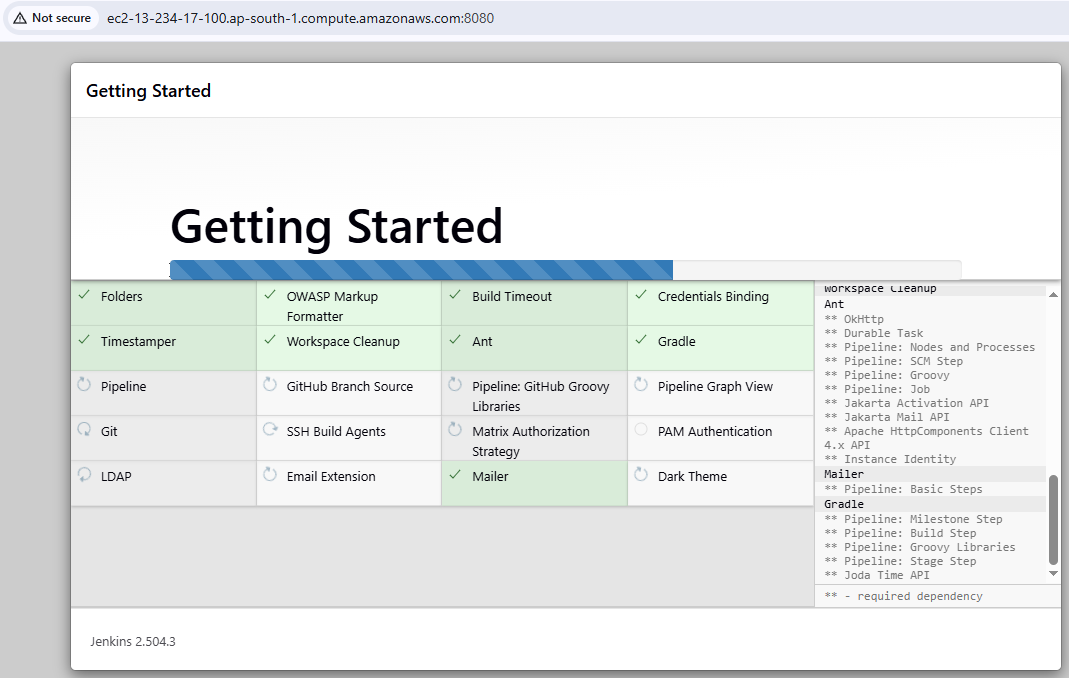 Not secure ec2-13-234-17-100.ap-south-1.compute.amazonaws.com:8080
Getting Started
Getting Started
Folders
OWASP Markup
Formatter
Build Timeout
Credentials Binding
Timestamper
Workspace Cleanup
Ant
Gradle
Pipeline
GitHub Branch Source
Pipeline: GitHub Groovy
Libraries
Pipeline Graph View
Git
SSH Build Agents
Matrix Authorization
Strategy
PAM Authentication
LDAP
Email Extension
Mailer
Dark Theme
Workspace Cleanup
Ant
** OkHttp
** Durable Task
** Pipeline: Nodes and Processes
** Pipeline: SCM Step
** Pipeline: Groovy
** Pipeline: Job
** Jakarta Activation API
** Jakarta Mail API
** Apache HttpComponents Client
4.x API
** Instance Identity
Mailer
** Pipeline: Basic Steps
Gradle
** Pipeline: Milestone Step
** Pipeline: Build Step
** Pipeline: Groovy Libraries
** Pipeline: Stage Step
** Joda Time API
** - required dependency
Jenkins 2.504.3